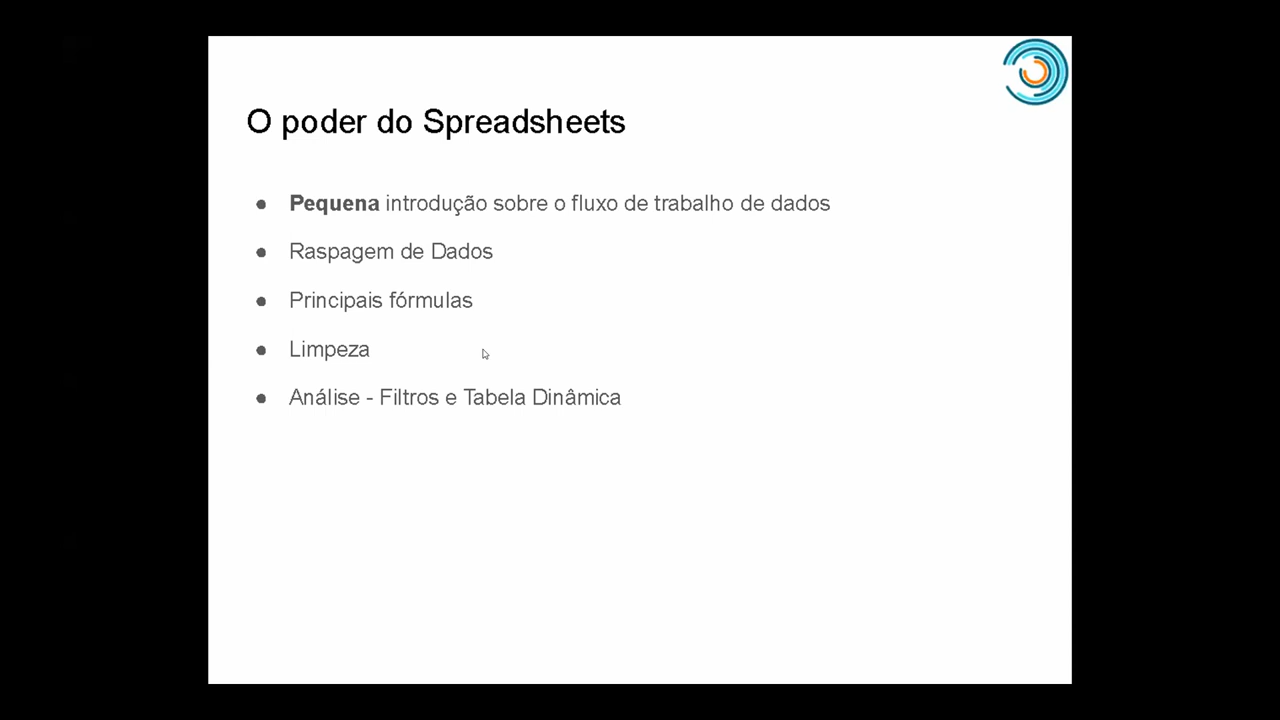 O poder do Spreadsheets
● Pequena introdução sobre o fluxo de trabalho de dados
● Raspagem de Dados
● Principais fórmulas
● Limpeza
● Análise - Filtros e Tabela Dinâmica